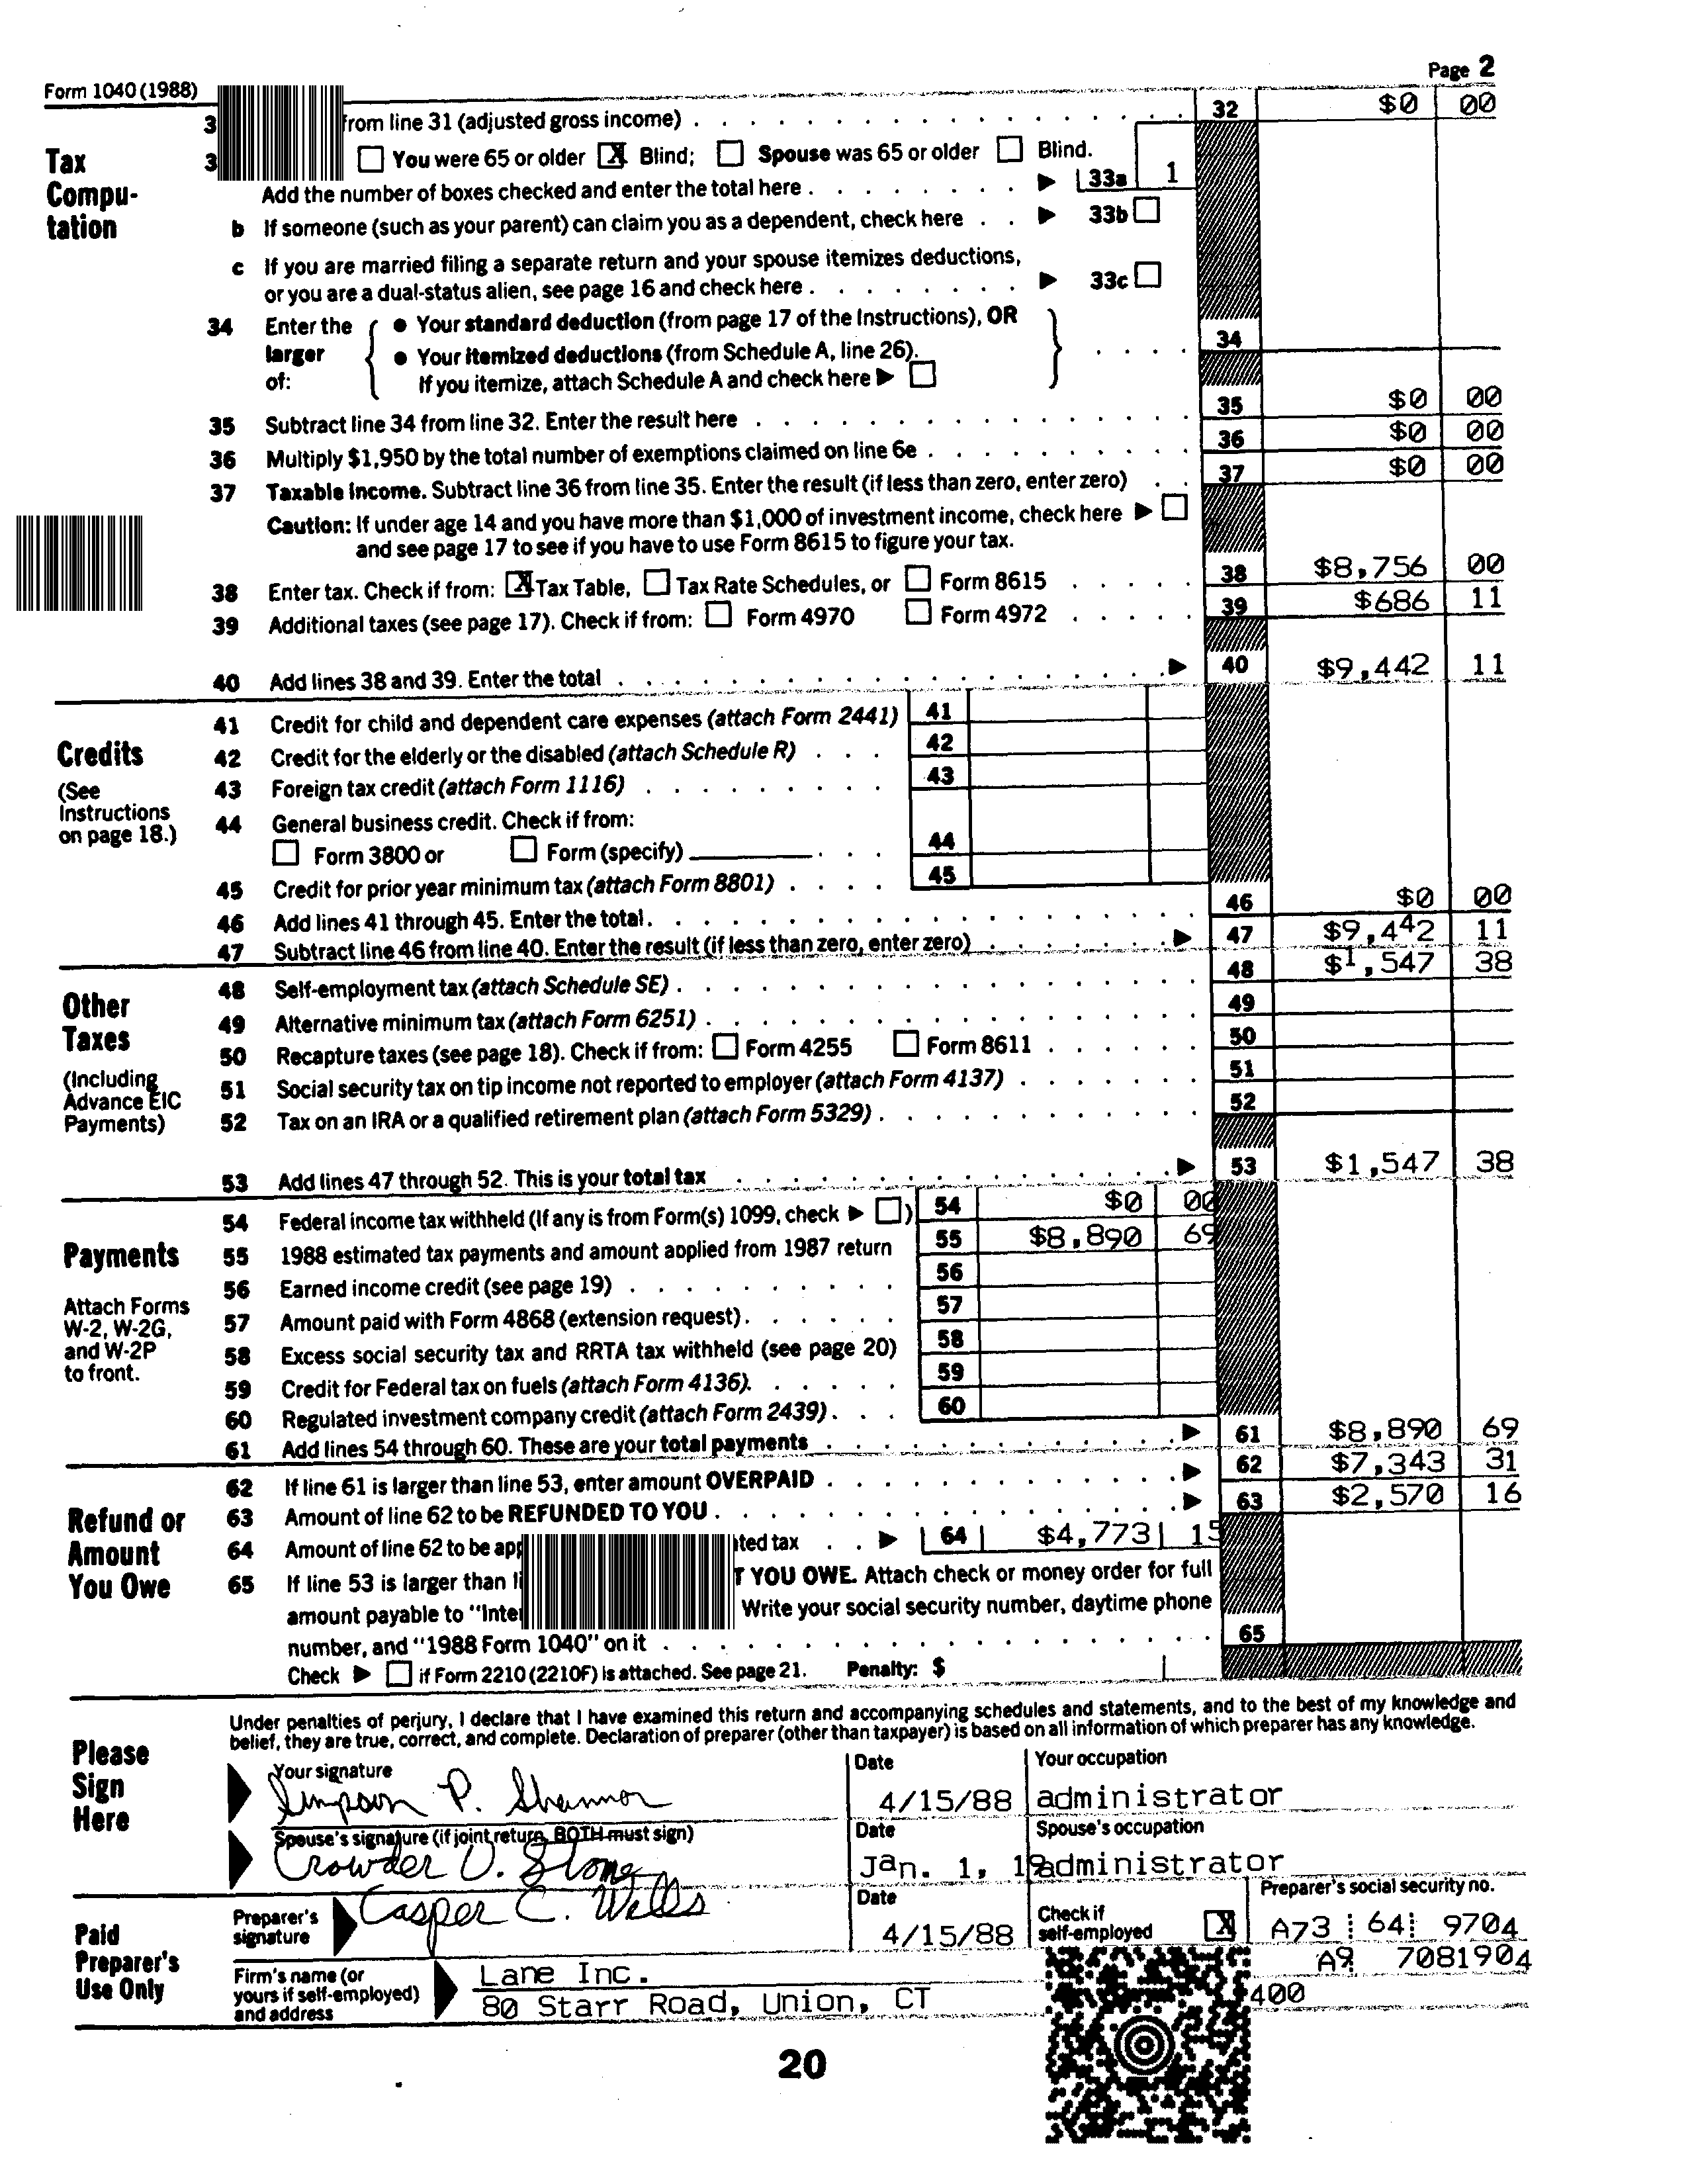 Page 2
Form 1040 (1988)
from line 31 (adjusted gross income) 32 $0 00
Tax Compu- tation
You were 65 or older X Blind; Spouse was 65 or older Blind.
Add the number of boxes checked and enter the total here 33a 1
b If someone (such as your parent) can claim you as a dependent, check here 33b
c If you are married filing a separate return and your spouse itemizes deductions,
or you are a dual-status alien, see page 16 and check here 33c
34 Enter the larger of: { • Your standard deduction (from page 17 of the Instructions), OR
• Your itemized deductions (from Schedule A, line 26). } 34
If you itemize, attach Schedule A and check here
35 Subtract line 34 from line 32. Enter the result here 35 $0 00
36 Multiply $1,950 by the total number of exemptions claimed on line 6e 36 $0 00
37 Taxable income. Subtract line 36 from line 35. Enter the result (if less than zero, enter zero) 37 $0 00
Caution: If under age 14 and you have more than $1,000 of investment income, check here
and see page 17 to see if you have to use Form 8615 to figure your tax.
38 Enter tax. Check if from: X Tax Table, Tax Rate Schedules, or Form 8615 38 $8,756 00
39 Additional taxes (see page 17). Check if from: Form 4970 Form 4972 39 $686 11
40 Add lines 38 and 39. Enter the total 40 $9,442 11
Credits
(See Instructions on page 18.)
41 Credit for child and dependent care expenses (attach Form 2441) 41
42 Credit for the elderly or the disabled (attach Schedule R) 42
43 Foreign tax credit (attach Form 1116) 43
44 General business credit. Check if from:
Form 3800 or Form (specify) 44
45 Credit for prior year minimum tax (attach Form 8801) 45
46 Add lines 41 through 45. Enter the total 46 $0 00
47 Subtract line 46 from line 40. Enter the result (if less than zero, enter zero) 47 $9,442 11
Other Taxes
(Including Advance EIC Payments)
48 Self-employment tax (attach Schedule SE) 48 $1,547 38
49 Alternative minimum tax (attach Form 6251) 49
50 Recapture taxes (see page 18). Check if from: Form 4255 Form 8611 50
51 Social security tax on tip income not reported to employer (attach Form 4137) 51
52 Tax on an IRA or a qualified retirement plan (attach Form 5329) 52
53 Add lines 47 through 52. This is your total tax 53 $1,547 38
Payments
Attach Forms W-2, W-2G, and W-2P to front.
54 Federal income tax withheld (If any is from Form(s) 1099, check ) 54 $0 00
55 1988 estimated tax payments and amount applied from 1987 return 55 $8,890 69
56 Earned income credit (see page 19) 56
57 Amount paid with Form 4868 (extension request) 57
58 Excess social security tax and RRTA tax withheld (see page 20) 58
59 Credit for Federal tax on fuels (attach Form 4136). 59
60 Regulated investment company credit (attach Form 2439) 60
61 Add lines 54 through 60. These are your total payments 61 $8,890 69
Refund or Amount You Owe
62 If line 61 is larger than line 53, enter amount OVERPAID 62 $7,343 31
63 Amount of line 62 to be REFUNDED TO YOU 63 $2,570 16
64 Amount of line 62 to be tax 64 $4,773 15
65 If line 53 is larger than YOU OWE. Attach check or money order for full
amount payable to Write your social security number, daytime phone
number, and "1988 Form 1040" on it 65
Check if Form 2210 (2210F) is attached. See page 21. Penalty: $
Please Sign Here
Under penalties of perjury, I declare that I have examined this return and accompanying schedules and statements, and to the best of my knowledge and
belief, they are true, correct, and complete. Declaration of preparer (other than taxpayer) is based on all information of which preparer has any knowledge.
Your signature Date Your occupation
Simpson P. Shannon 4/15/88 administrator
Spouse's signature (if joint return, BOTH must sign) Date Spouse's occupation
Crowder V. Stone Jan. 1, 19 administrator
Paid Preparer's Use Only
Preparer's signature Casper C. Wells Date 4/15/88 Check if self-employed X Preparer's social security no. A73 64 9704
Firm's name (or yours if self-employed) and address Lane Inc. 7081904
80 Starr Road, Union, CT 400
20